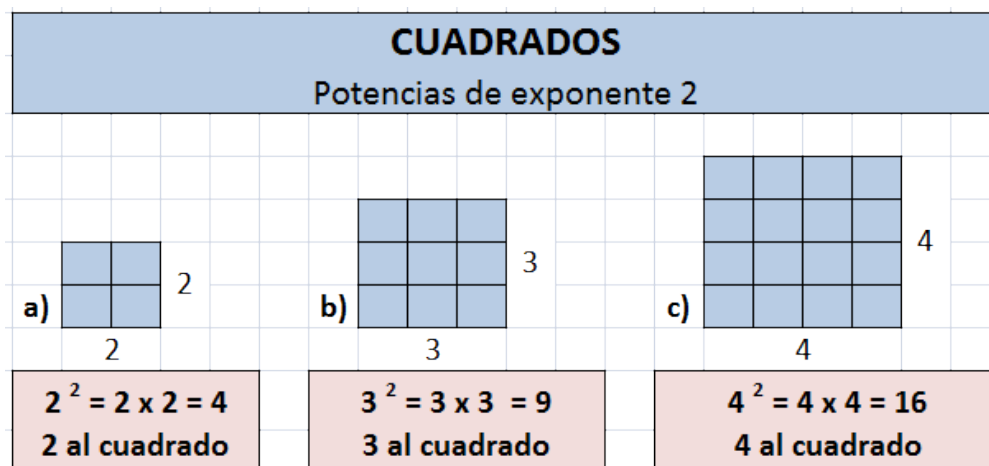 CUADRADOS
Potencias de exponente 2
a)
2
2
b)
3
3
c)
4
4
2 ² = 2 x 2 = 4
2 al cuadrado
3 ² = 3 x 3 = 9
3 al cuadrado
4 ² = 4 x 4 = 16
4 al cuadrado